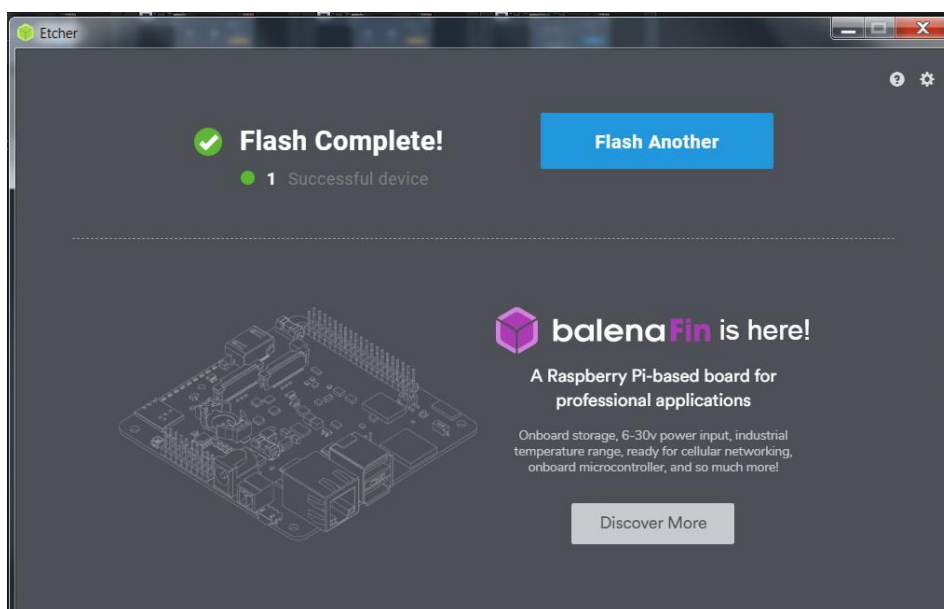 Etcher
Flash Complete!
1 Successful device
Flash Another
balenaFin is here!
A Raspberry Pi-based board for
professional applications
Onboard storage, 6-30v power input, industrial
temperature range, ready for cellular networking,
onboard microcontroller, and so much more!
Discover More